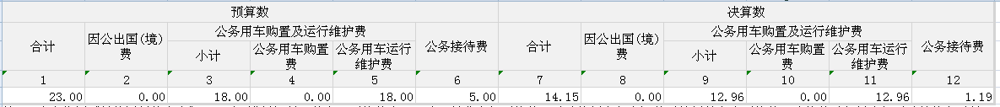 预算数 决算数
合计 因公出国(境)费 公务用车购置及运行维护费 公务接待费 合计 因公出国(境)费 公务用车购置及运行维护费 公务接待费
小计 公务用车购置费 公务用车运行维护费 小计 公务用车购置费 公务用车运行维护费
1 2 3 4 5 6 7 8 9 10 11 12
23.00 0.00 18.00 0.00 18.00 5.00 14.15 0.00 12.96 0.00 12.96 1.19